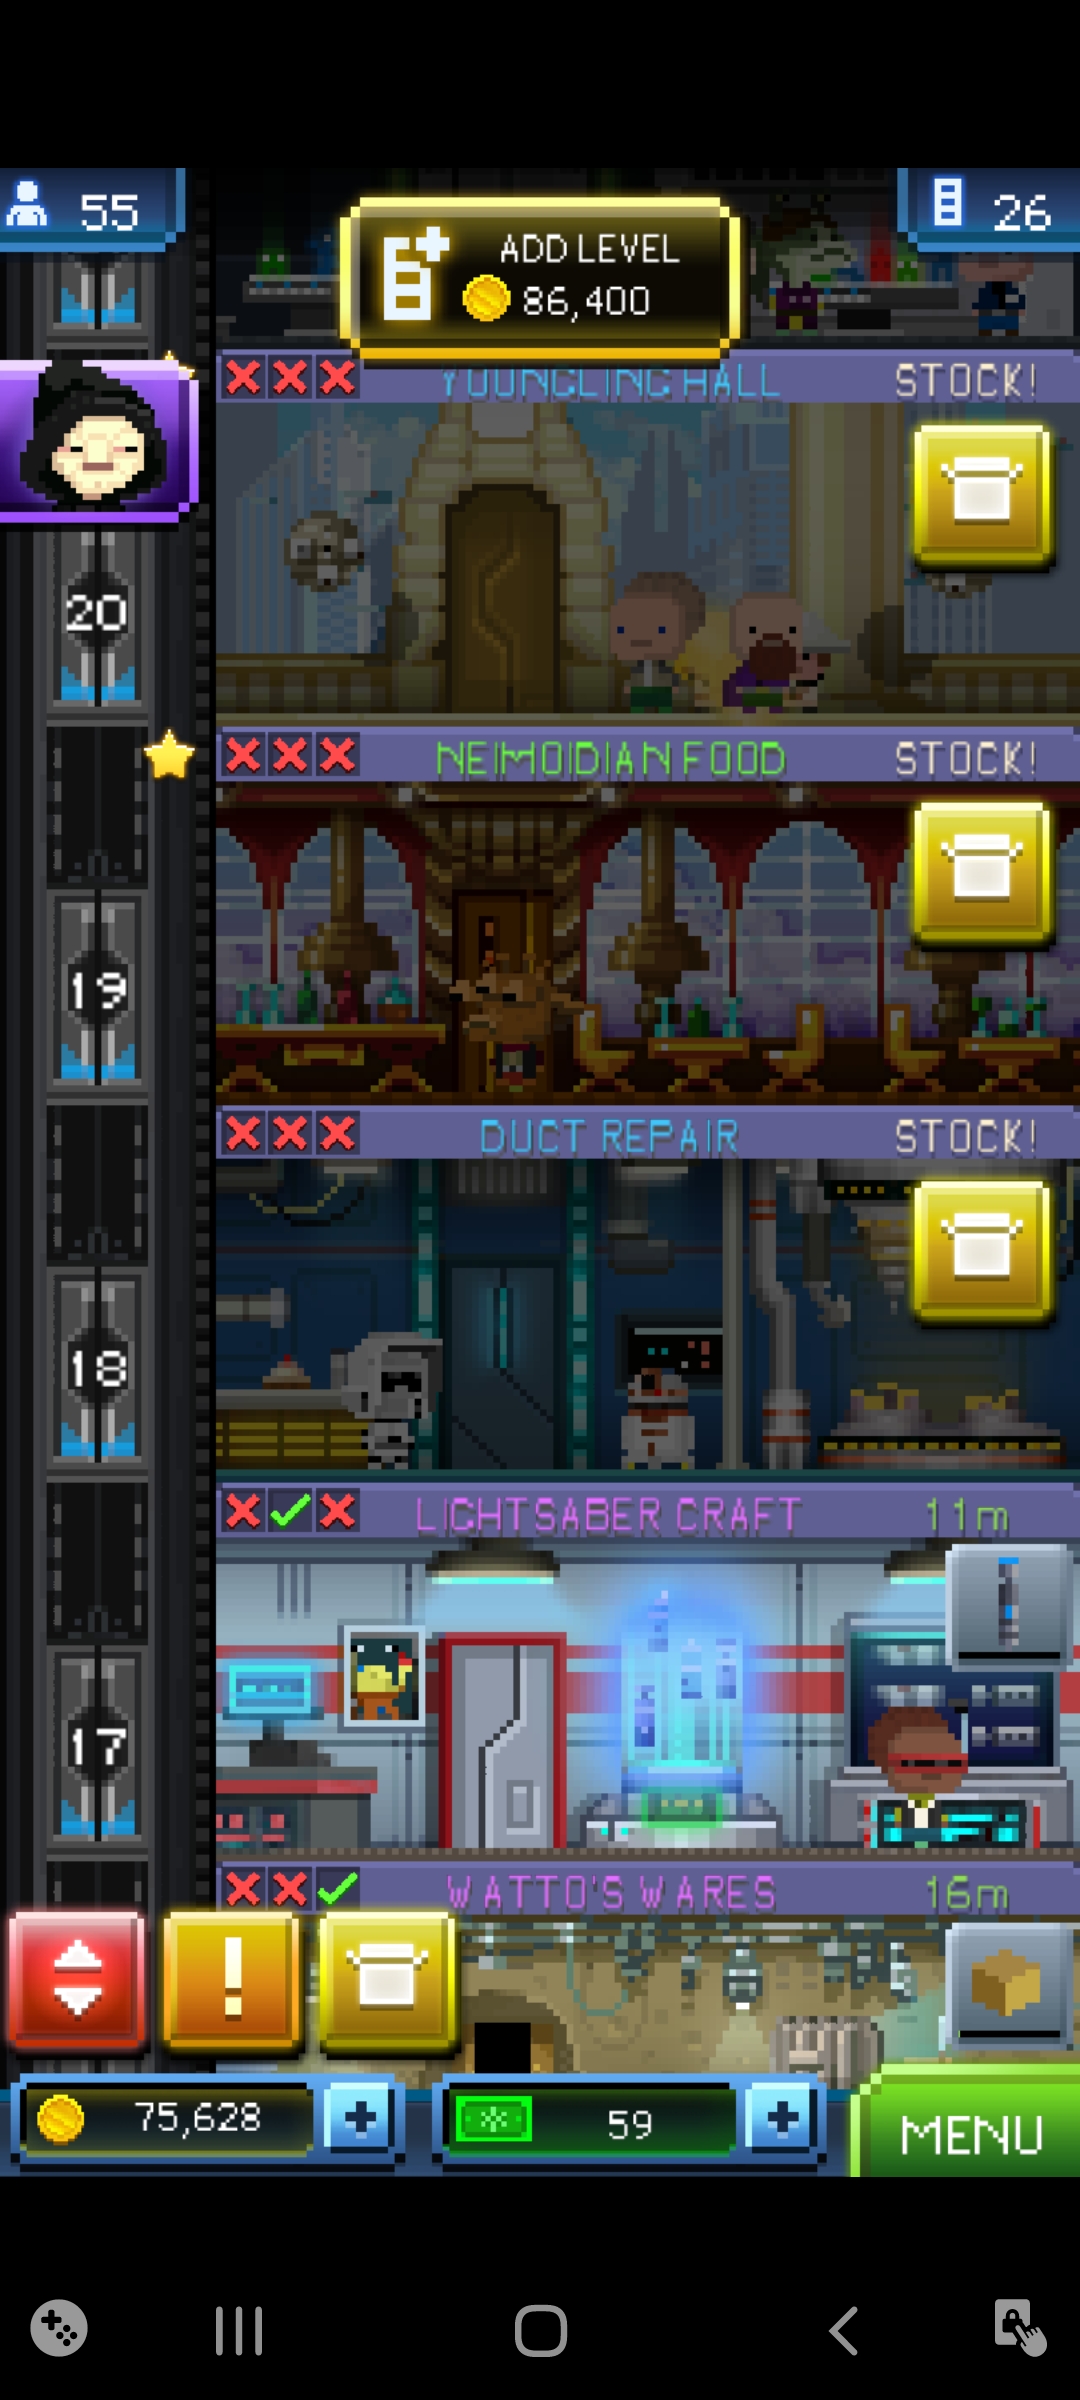 55
26
ADD LEVEL
86,400
YOUNGLING HALL
STOCK!
20
NEIMOIDIAN FOOD
STOCK!
19
DUCT REPAIR
STOCK!
18
LIGHTSABER CRAFT
11m
17
WATTO'S WARES
16m
!
75,628
59
MENU